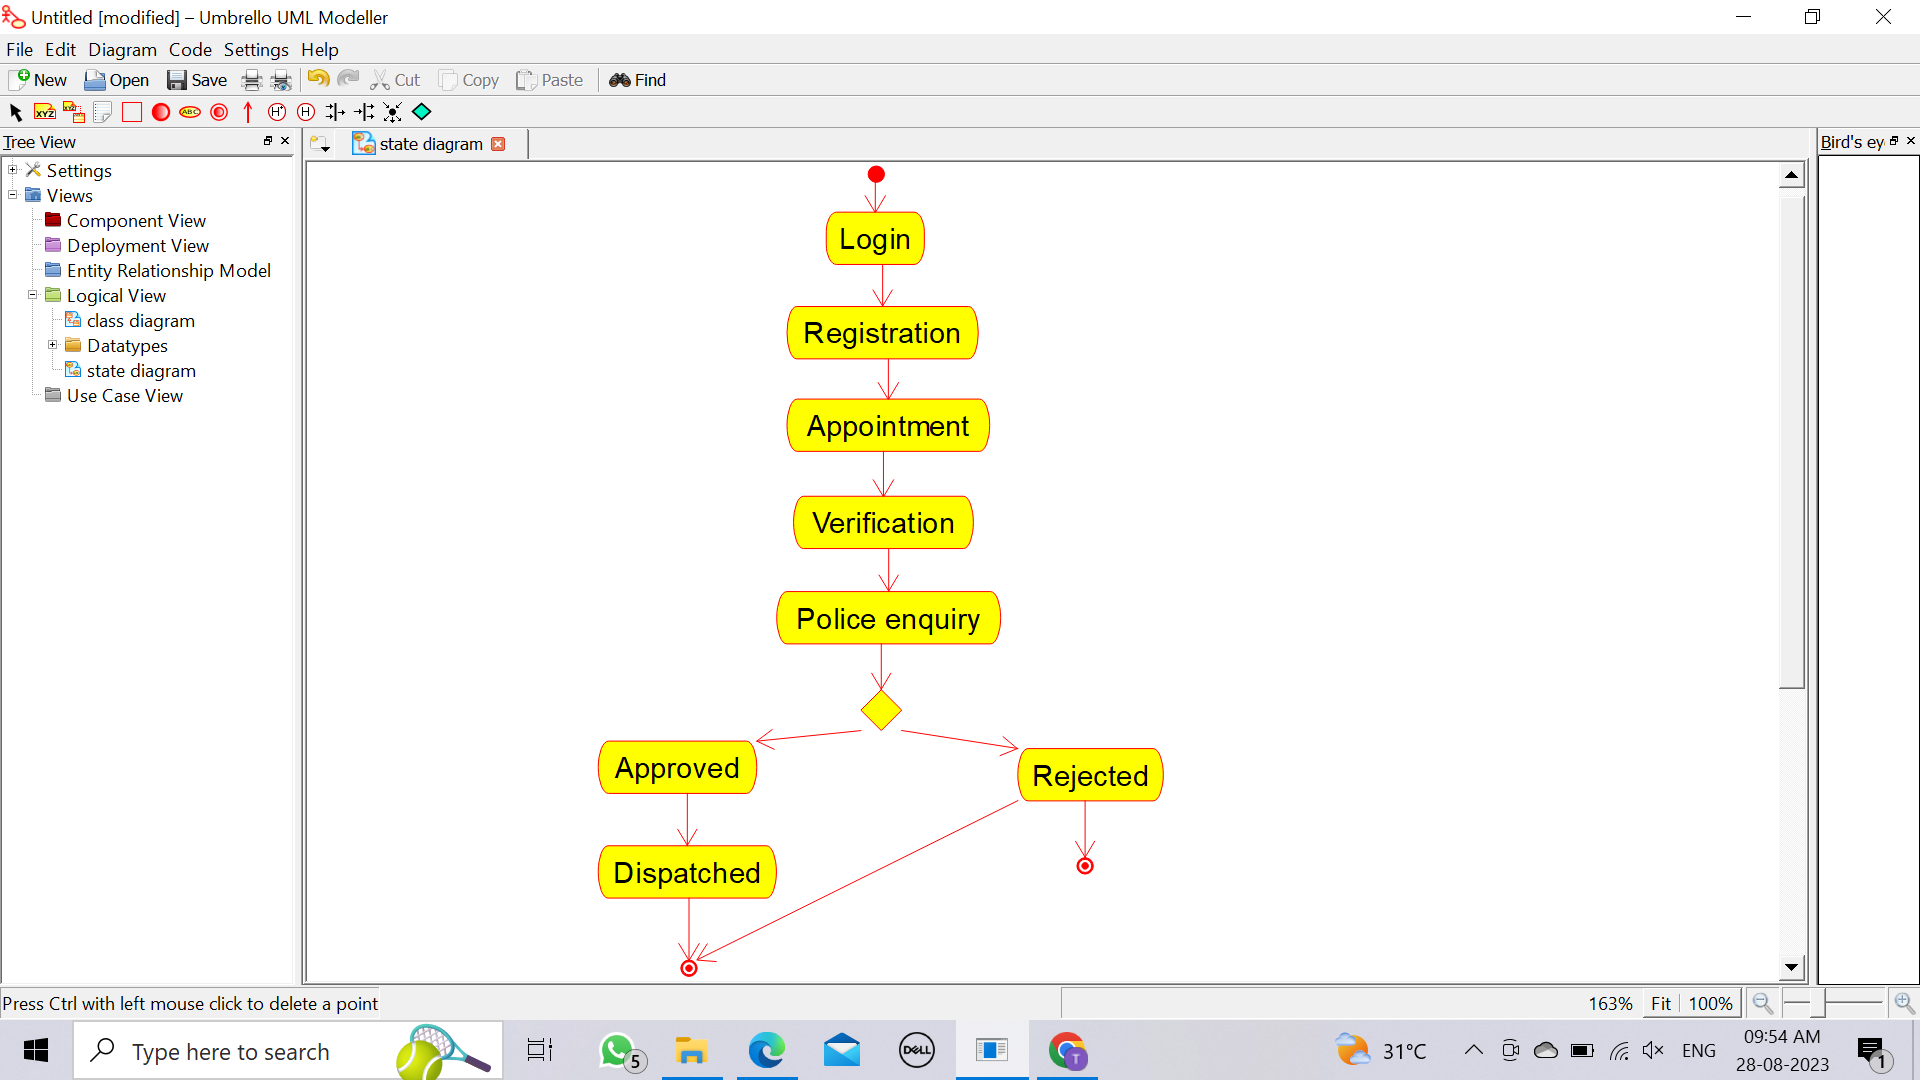 Untitled [modified] – Umbrello UML Modeller
File Edit Diagram Code Settings Help
New Open Save Cut Copy Paste Find
XYZ XYZ ABC H* H
Tree View
state diagram
Bird's ey
Settings
Views
Component View
Deployment View
Entity Relationship Model
Logical View
class diagram
Datatypes
state diagram
Use Case View
Login
Registration
Appointment
Verification
Police enquiry
Approved
Rejected
Dispatched
Press Ctrl with left mouse click to delete a point
163% Fit 100%
Type here to search
5
DELL
T
31°C
ENG
09:54 AM
28-08-2023
1